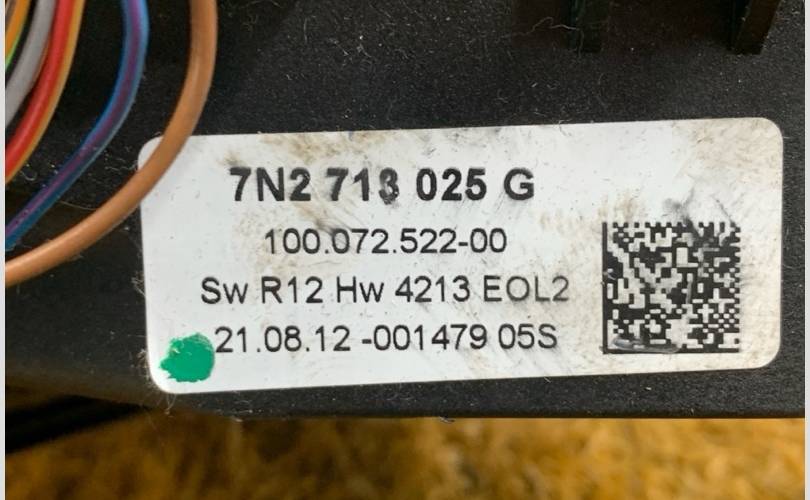 7N2 713 025 G
100.072.522-00
Sw R12 Hw 4213 EOL2
21.08.12 -001479 05S